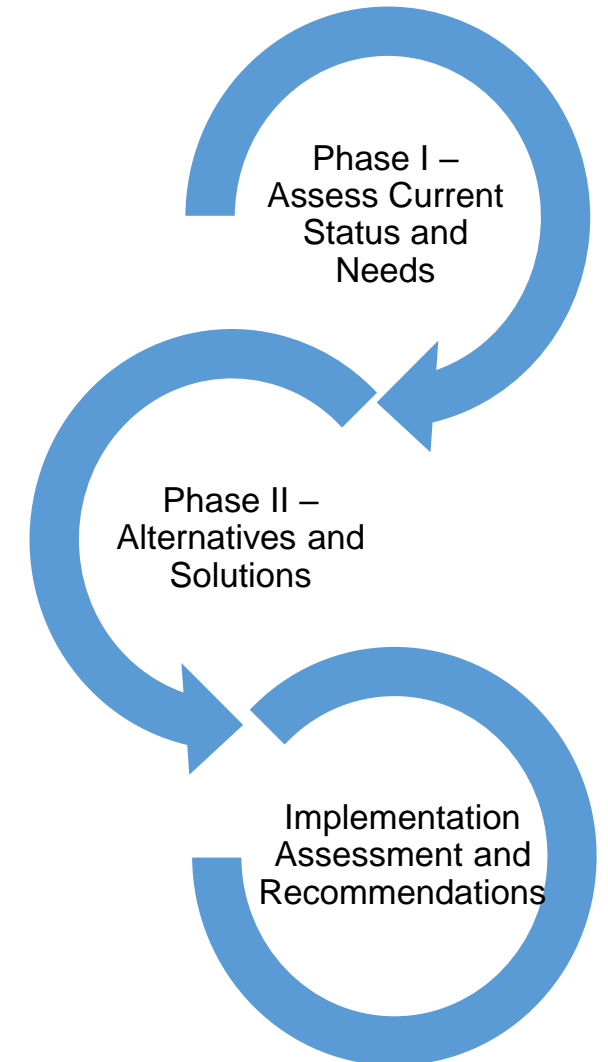 Phase I –
Assess Current
Status and
Needs
Phase II –
Alternatives and
Solutions
Implementation
Assessment and
Recommendations